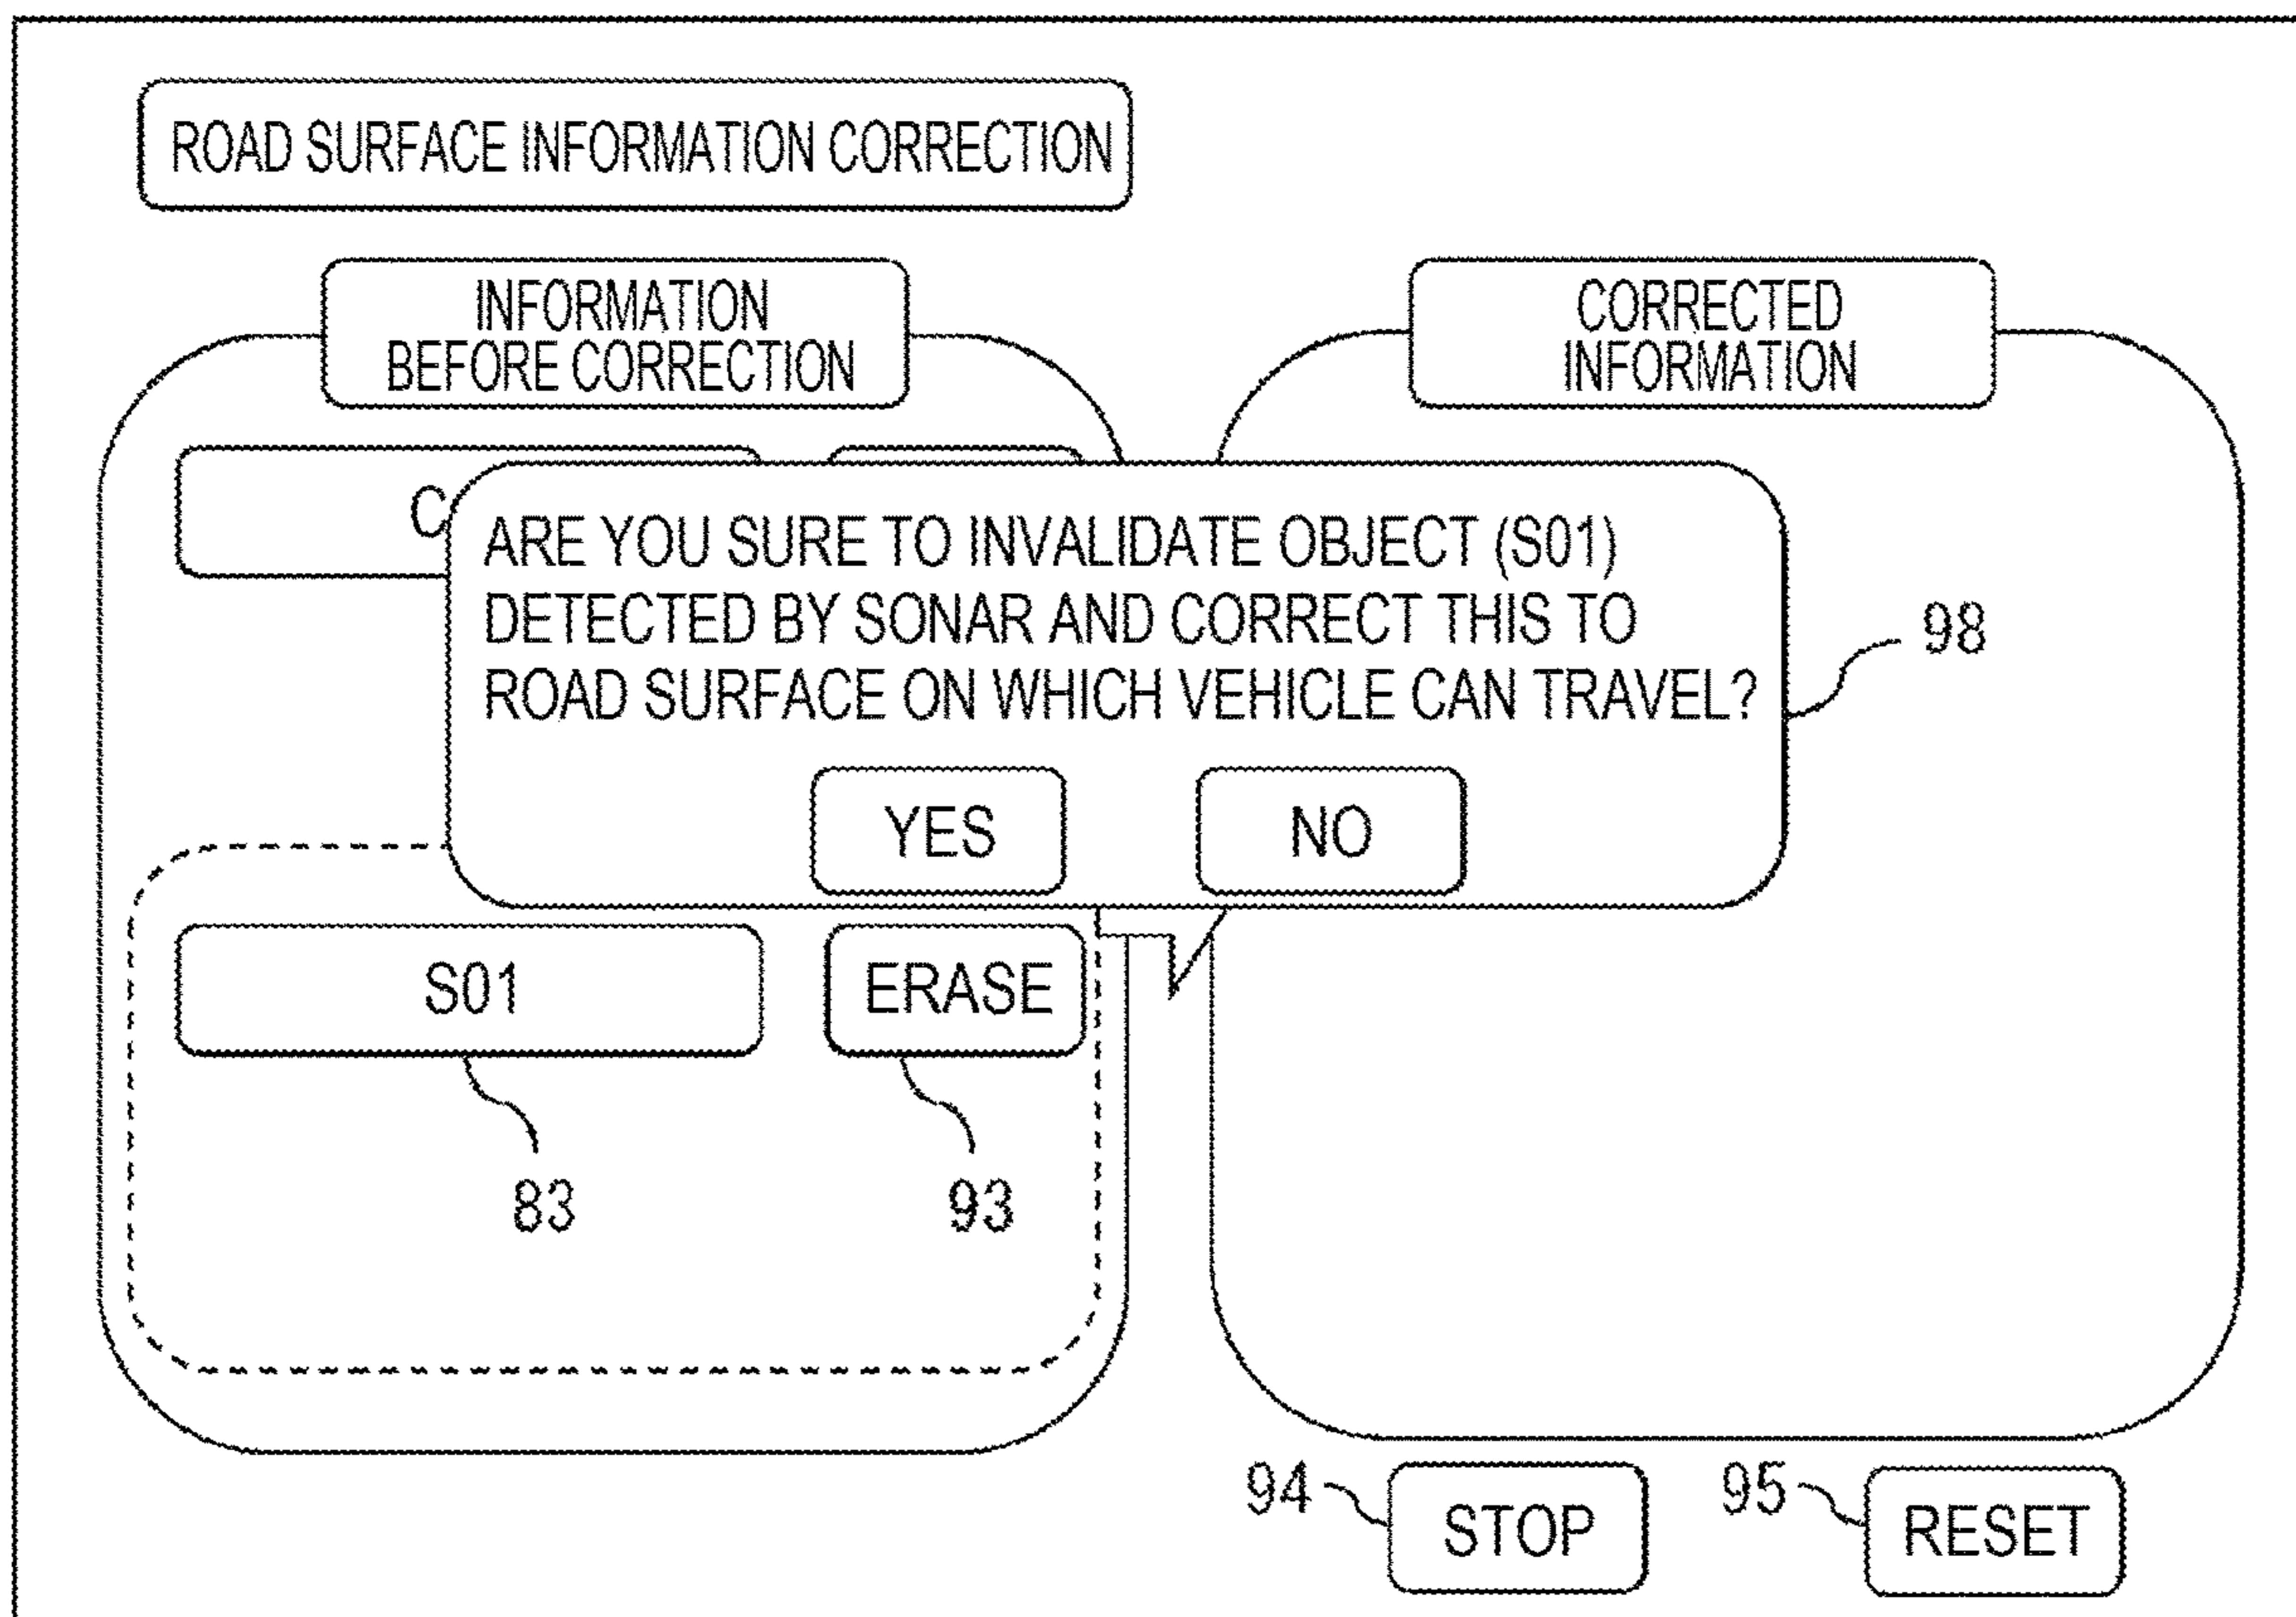 ROAD SURFACE INFORMATION CORRECTION
INFORMATION
BEFORE CORRECTION
CORRECTED
INFORMATION
C
ARE YOU SURE TO INVALIDATE OBJECT (S01)
DETECTED BY SONAR AND CORRECT THIS TO
ROAD SURFACE ON WHICH VEHICLE CAN TRAVEL?
98
YES
NO
S01
ERASE
83
93
94
STOP
95
RESET